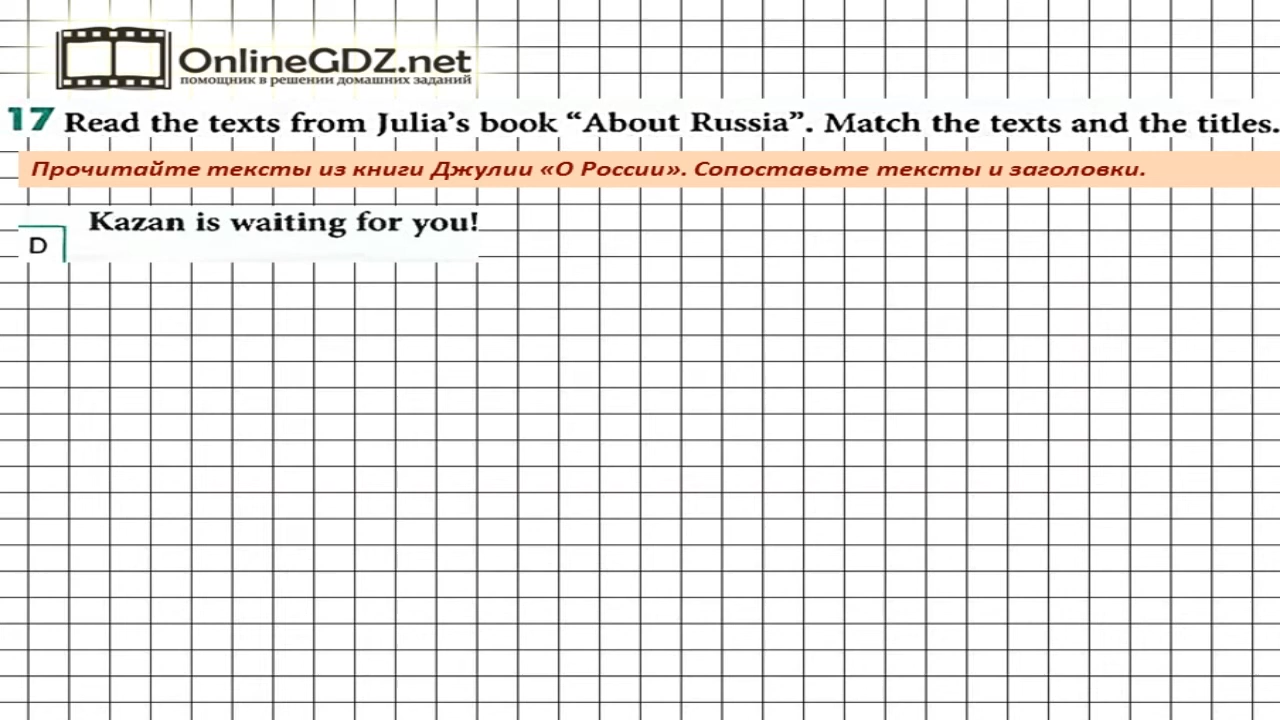 OnlineGDZ.net
помощник в решении домашних заданий
17 Read the texts from Julia's book “About Russia”. Match the texts and the titles.
Прочитайте тексты из книги Джулии «О России». Сопоставьте тексты и заголовки.
Kazan is waiting for you!
D